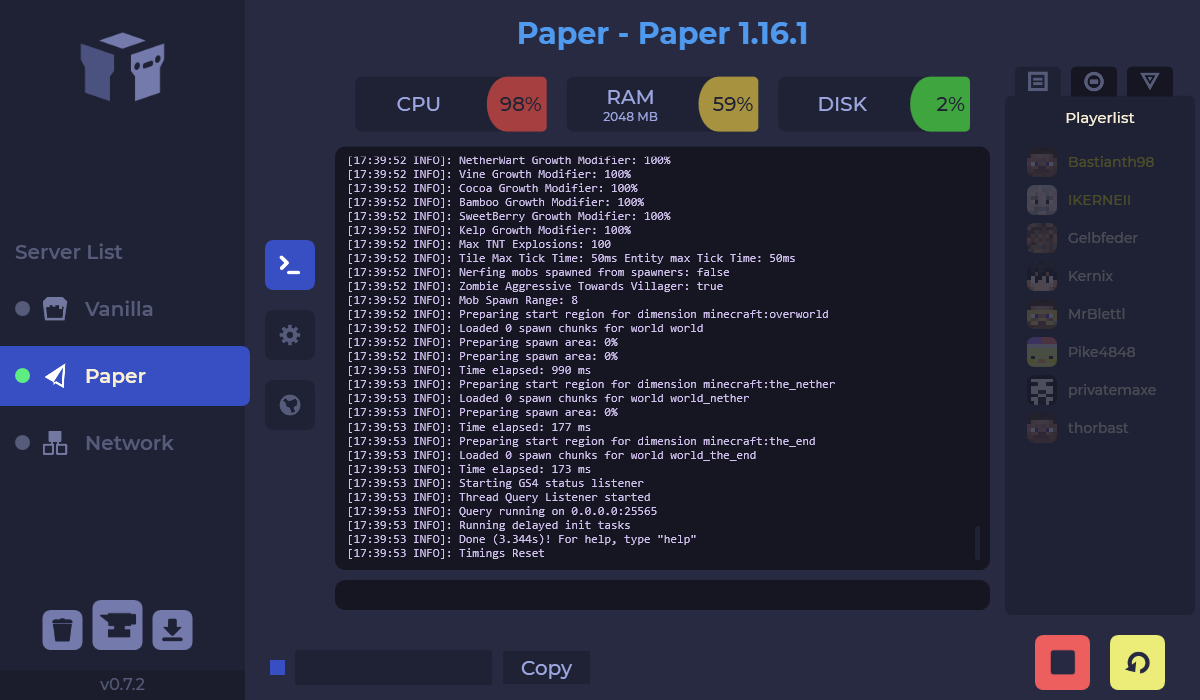 Paper - Paper 1.16.1
CPU
98%
RAM
2048 MB
59%
DISK
2%
Server List
Vanilla
Paper
Network
v0.7.2
[17:39:52 INFO]: NetherWart Growth Modifier: 100%
[17:39:52 INFO]: Vine Growth Modifier: 100%
[17:39:52 INFO]: Cocoa Growth Modifier: 100%
[17:39:52 INFO]: Bamboo Growth Modifier: 100%
[17:39:52 INFO]: SweetBerry Growth Modifier: 100%
[17:39:52 INFO]: Kelp Growth Modifier: 100%
[17:39:52 INFO]: Max TNT Explosions: 100
[17:39:52 INFO]: Tile Max Tick Time: 50ms Entity max Tick Time: 50ms
[17:39:52 INFO]: Nerfing mobs spawned from spawners: false
[17:39:52 INFO]: Zombie Aggressive Towards Villager: true
[17:39:52 INFO]: Mob Spawn Range: 8
[17:39:52 INFO]: Preparing start region for dimension minecraft:overworld
[17:39:52 INFO]: Loaded 0 spawn chunks for world world
[17:39:52 INFO]: Preparing spawn area: 0%
[17:39:52 INFO]: Preparing spawn area: 0%
[17:39:53 INFO]: Time elapsed: 990 ms
[17:39:53 INFO]: Preparing start region for dimension minecraft:the_nether
[17:39:53 INFO]: Loaded 0 spawn chunks for world world_nether
[17:39:53 INFO]: Preparing spawn area: 0%
[17:39:53 INFO]: Time elapsed: 177 ms
[17:39:53 INFO]: Preparing start region for dimension minecraft:the_end
[17:39:53 INFO]: Loaded 0 spawn chunks for world world_the_end
[17:39:53 INFO]: Time elapsed: 173 ms
[17:39:53 INFO]: Starting GS4 status listener
[17:39:53 INFO]: Thread Query Listener started
[17:39:53 INFO]: Query running on 0.0.0.0:25565
[17:39:53 INFO]: Running delayed init tasks
[17:39:53 INFO]: Done (3.344s)! For help, type "help"
[17:39:53 INFO]: Timings Reset
Copy
Playerlist
Bastianth98
IKERNEII
Gelbfeder
Kernix
MrBlettl
Pike4848
privatemaxe
thorbast